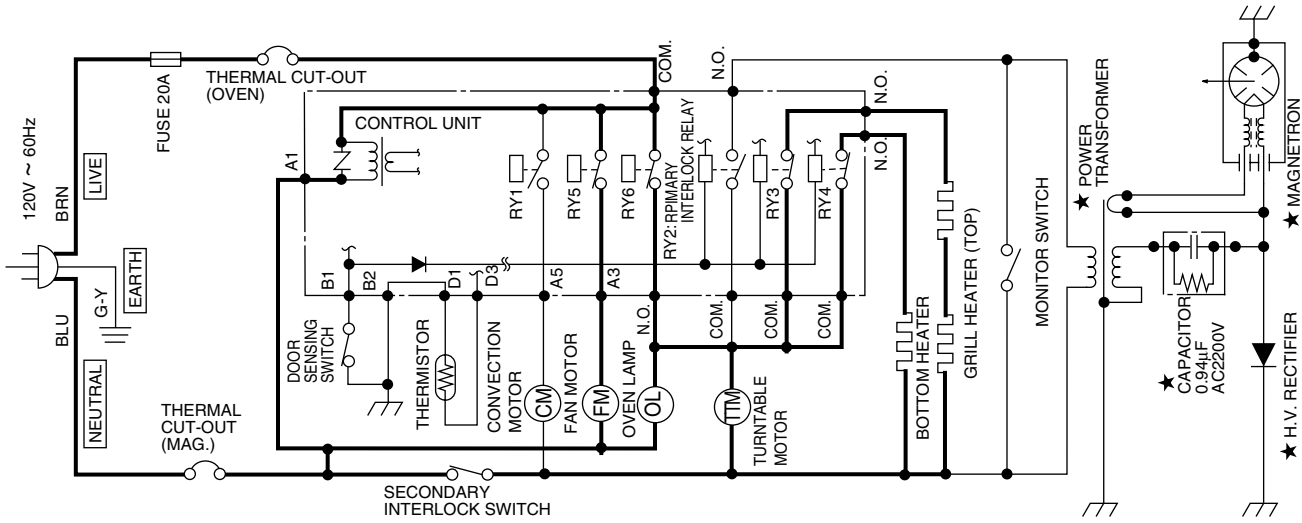 120V ~ 60Hz
BRN
LIVE
BLU
G-Y
EARTH
NEUTRAL
FUSE 20A
THERMAL CUT-OUT
(OVEN)
THERMAL
CUT-OUT
(MAG.)
SECONDARY
INTERLOCK SWITCH
CONTROL UNIT
A1
B1
B2
D1
D3
A5
A3
N.O.
COM.
DOOR
SENSING
SWITCH
THERMISTOR
CONVECTION
MOTOR
CM
FAN MOTOR
FM
OVEN LAMP
OL
RY1
RY5
RY6
RY2:RPIMARY
INTERLOCK RELAY
RY3
RY4
COM.
COM.
COM.
N.O.
N.O.
N.O.
TURNTABLE
MOTOR
TTM
BOTTOM HEATER
GRILL HEATER (TOP)
MONITOR SWITCH
★ POWER
TRANSFORMER
★ CAPACITOR
0.94µF
AC2200V
★ MAGNETRON
★ H.V. RECTIFIER